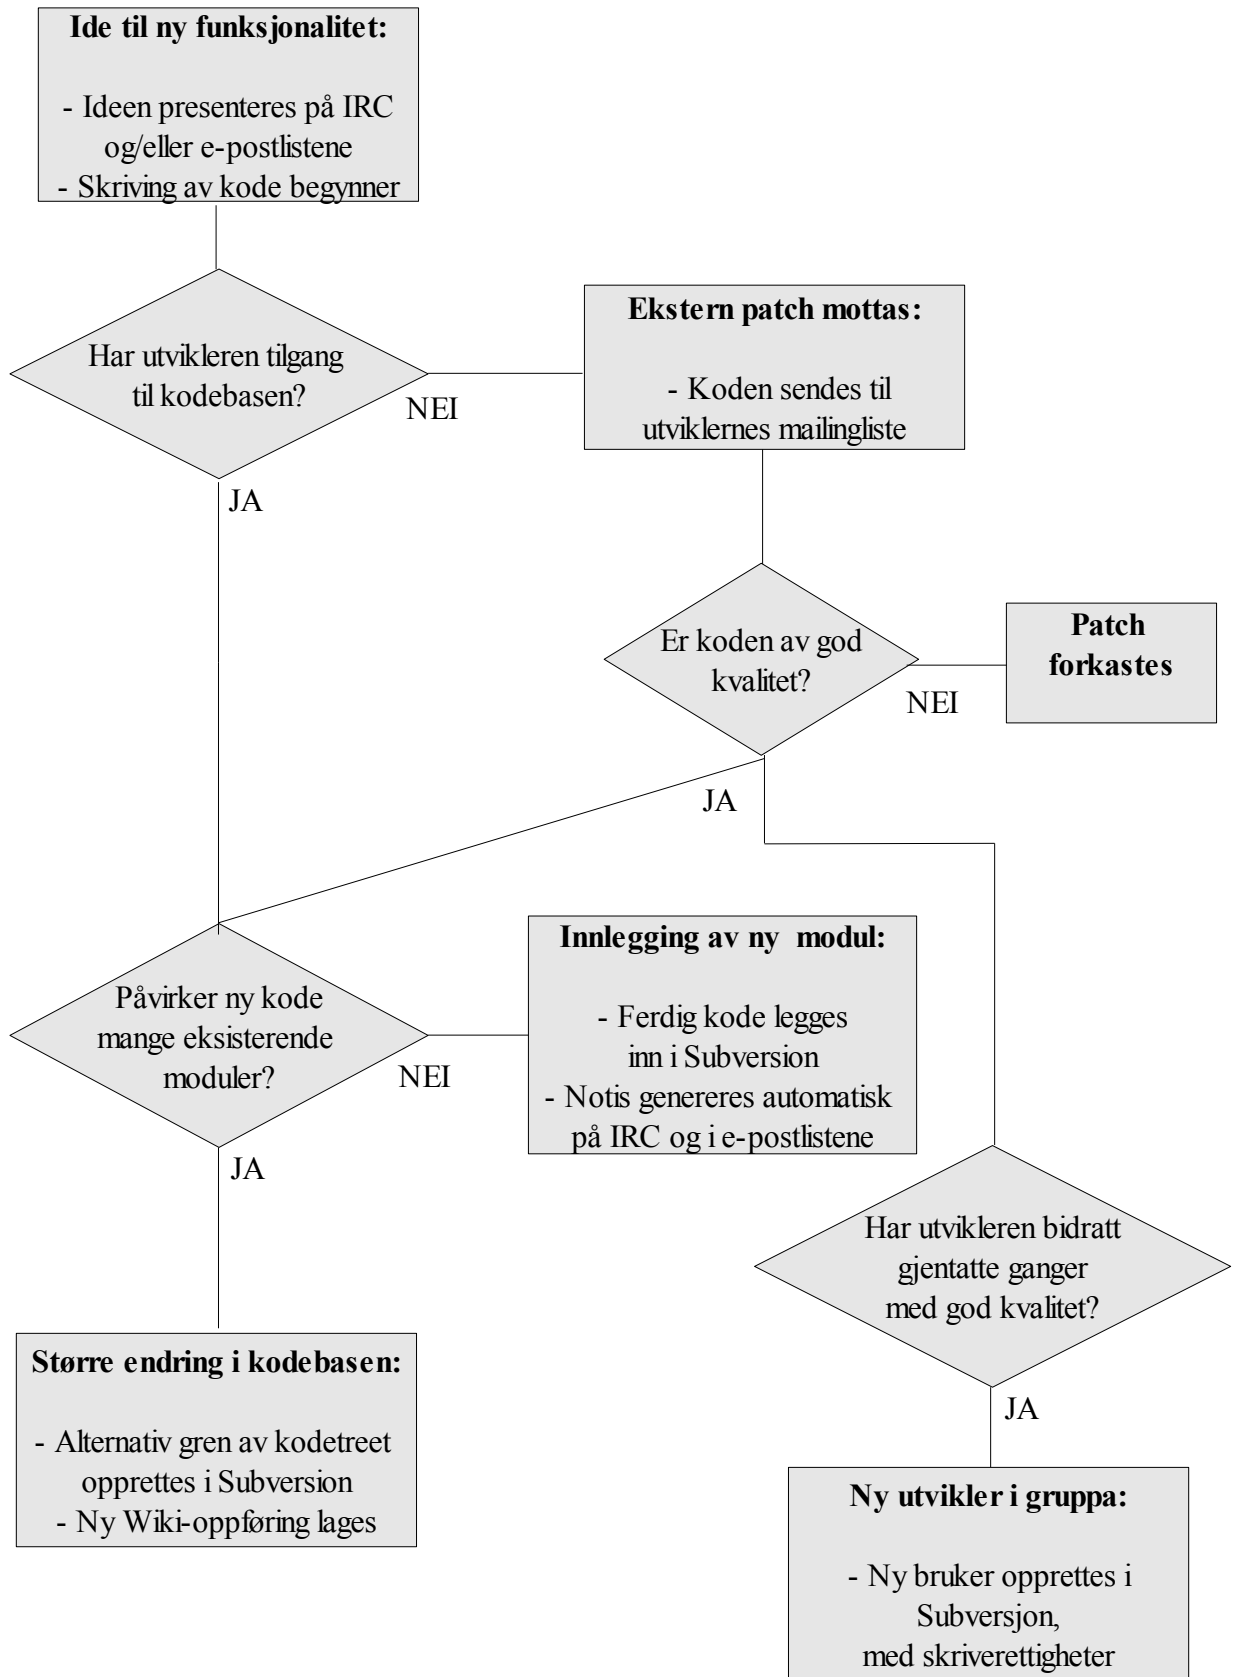 Ide til ny funksjonalitet:
- Ideen presenteres på IRC
og/eller e-postlistene
- Skriving av kode begynner
Har utvikleren tilgang
til kodebasen?
NEI
JA
Ekstern patch mottas:
- Koden sendes til
utviklernes mailingliste
Er koden av god
kvalitet?
NEI
JA
Patch
forkastes
Påvirker ny kode
mange eksisterende
moduler?
NEI
JA
Innlegging av ny modul:
- Ferdig kode legges
inn i Subversion
- Notis genereres automatisk
på IRC og i e-postlistene
Har utvikleren bidratt
gjentatte ganger
med god kvalitet?
JA
Større endring i kodebasen:
- Alternativ gren av kodetreet
opprettes i Subversion
- Ny Wiki-oppføring lages
Ny utvikler i gruppa:
- Ny bruker opprettes i
Subversjon,
med skriverettigheter